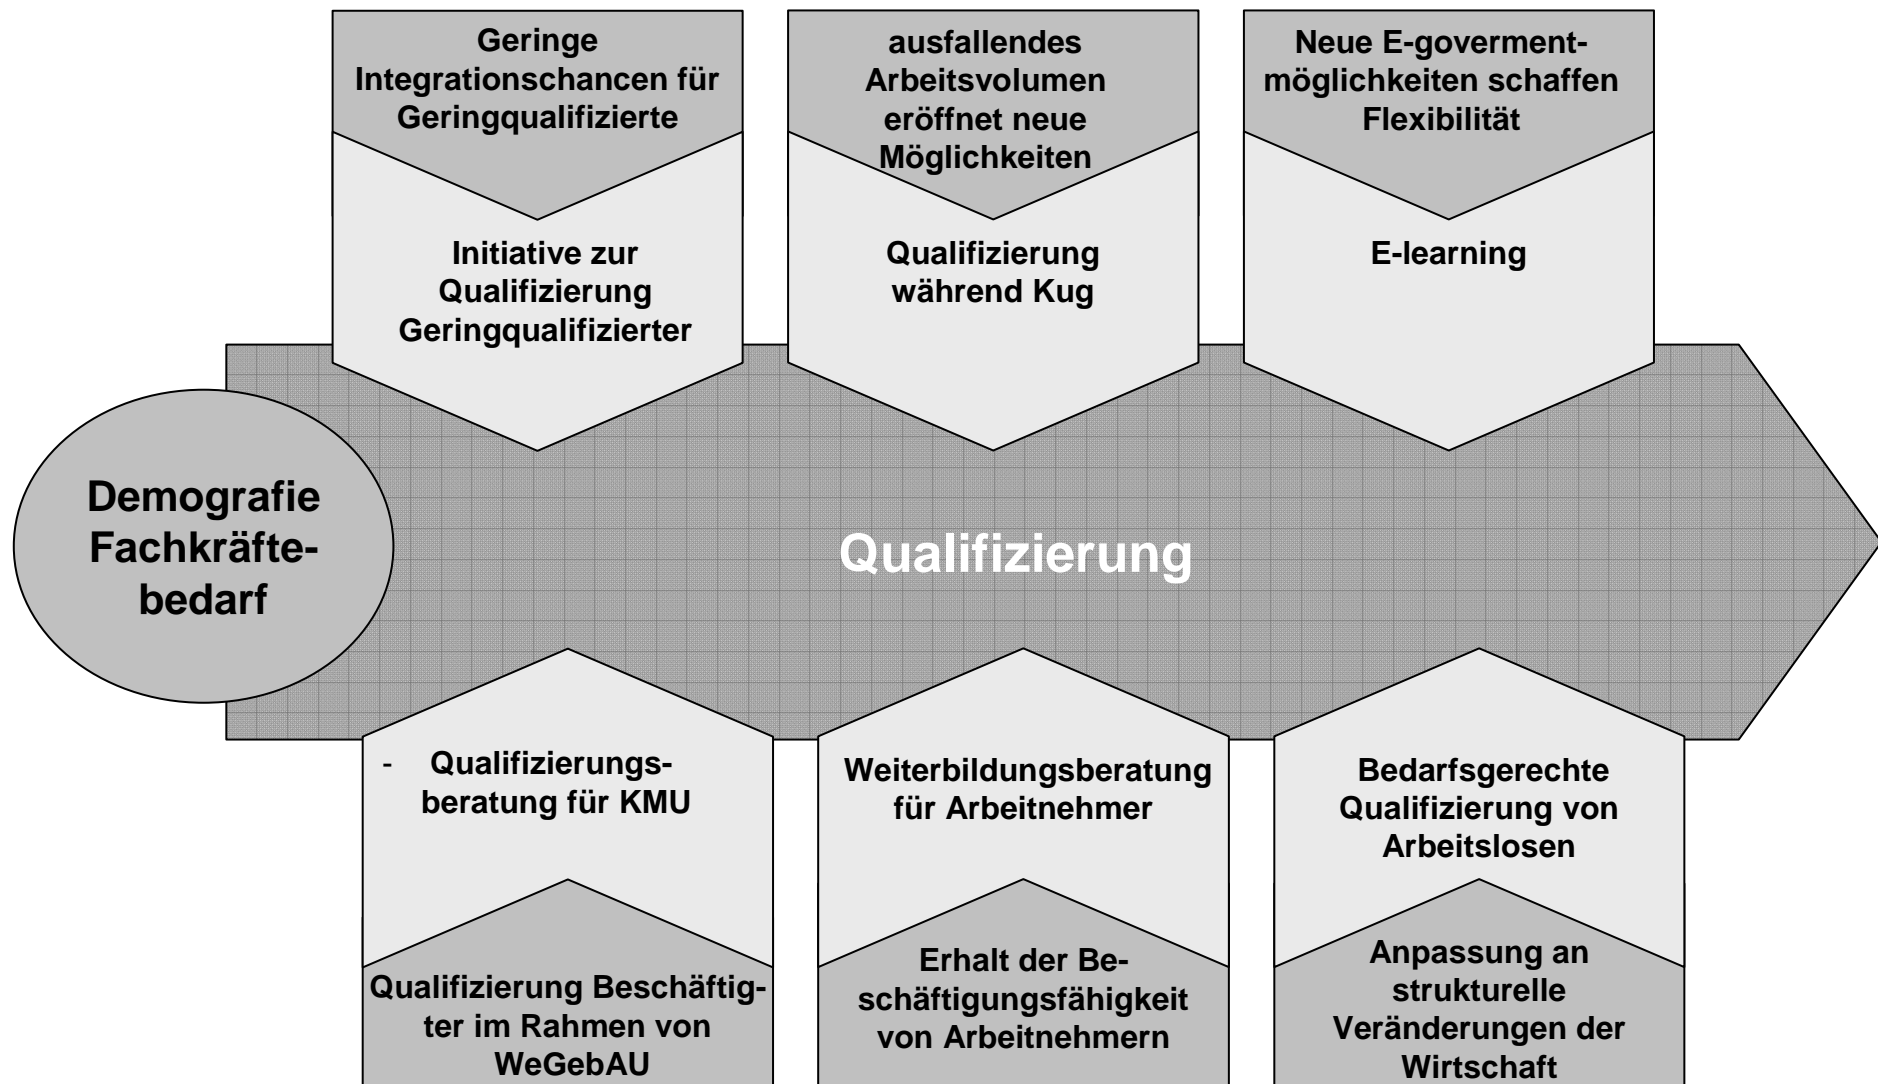 Geringe
Integrationschancen für
Geringqualifizierte
ausfallendes
Arbeitsvolumen
eröffnet neue
Möglichkeiten
Neue E-goverment-
möglichkeiten schaffen
Flexibilität
Initiative zur
Qualifizierung
Geringqualifizierter
Qualifizierung
während Kug
E-learning
Demografie
Fachkräfte-
bedarf
Qualifizierung
- Qualifizierungs-
beratung für KMU
Weiterbildungsberatung
für Arbeitnehmer
Bedarfsgerechte
Qualifizierung von
Arbeitslosen
Qualifizierung Beschäftig-
ter im Rahmen von
WeGebAU
Erhalt der Be-
schäftigungsfähigkeit
von Arbeitnehmern
Anpassung an
strukturelle
Veränderungen der
Wirtschaft